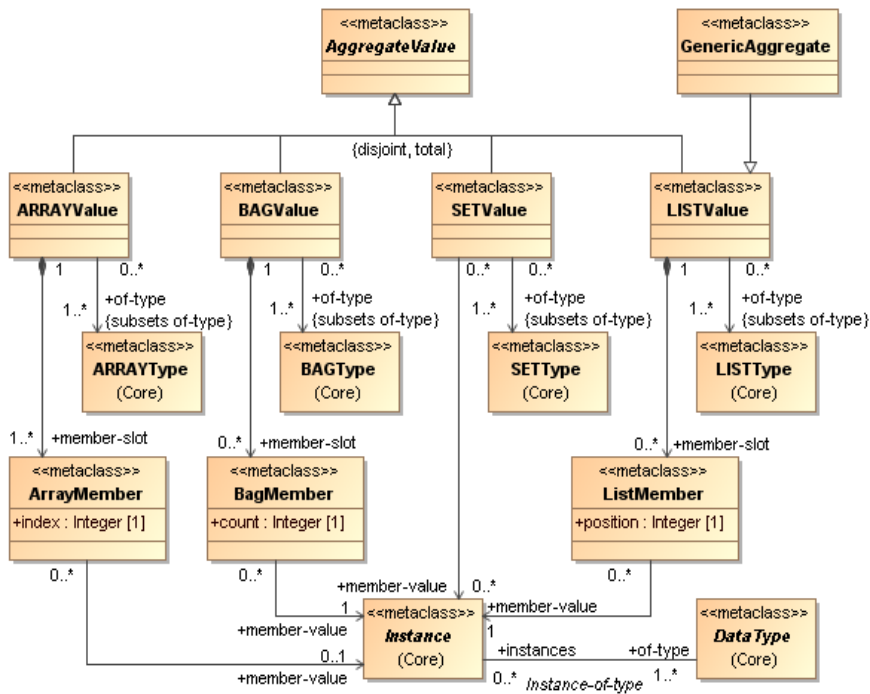 <<metaclass>>
AggregateValue
<<metaclass>>
GenericAggregate
{disjoint, total}
<<metaclass>>
ARRAYValue
<<metaclass>>
BAGValue
<<metaclass>>
SETValue
<<metaclass>>
LISTValue
1
0..*
1
0..*
0..*
0..*
1
0..*
1..*
+of-type
{subsets of-type}
1..*
+of-type
{subsets of-type}
1..*
+of-type
{subsets of-type}
1..*
+of-type
{subsets of-type}
<<metaclass>>
ARRAYType
(Core)
<<metaclass>>
BAGType
(Core)
<<metaclass>>
SETType
(Core)
<<metaclass>>
LISTType
(Core)
1..*
+member-slot
0..*
+member-slot
0..*
+member-slot
<<metaclass>>
ArrayMember
+index : Integer [1]
<<metaclass>>
BagMember
+count : Integer [1]
<<metaclass>>
ListMember
+position : Integer [1]
0..*
0..*
0..*
+member-value
0..*
1
+member-value
+member-value
1
0..1
+member-value
<<metaclass>>
Instance
(Core)
<<metaclass>>
DataType
(Core)
+instances
+of-type
0..*
Instance-of-type
1..*